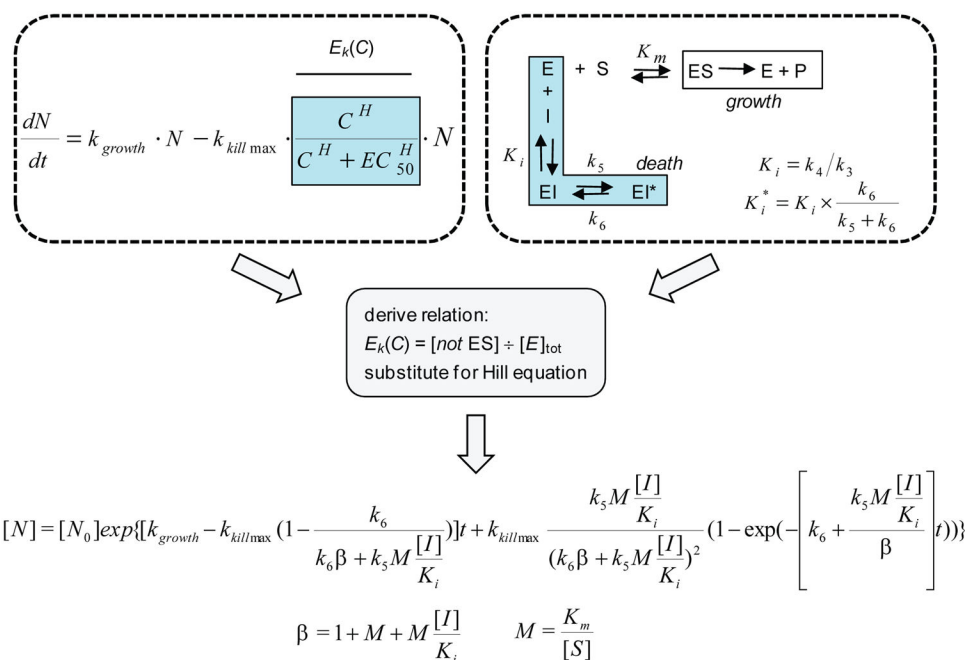 E_k(C)
dN/dt = k_growth · N − k_kill max · C^H / (C^H + EC_50^H) · N
E + S ⇌ ES → E + P
K_m
growth
+
I
K_i
k_5
death
EI ⇌ EI*
k_6
K_i = k_4/k_3
K_i^* = K_i × k_6 / (k_5 + k_6)
derive relation:
E_k(C) = [not ES] ÷ [E]_tot
substitute for Hill equation
[N] = [N_0]exp{[k_growth − k_killmax (1 − k_6 / (k_6β + k_5M [I]/K_i))]t + k_killmax (k_5M [I]/K_i) / (k_6β + k_5M [I]/K_i)^2 (1 − exp(−[k_6 + (k_5M [I]/K_i) / β]t))}
β = 1 + M + M [I]/K_i    M = K_m/[S]